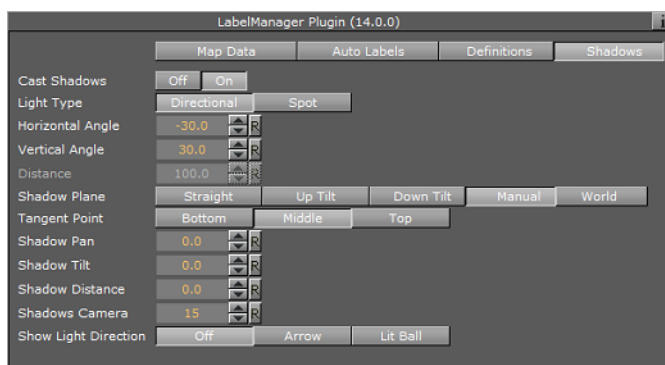 LabelManager Plugin (14.0.0) i
Map Data Auto Labels Definitions Shadows
Cast Shadows Off On
Light Type Directional Spot
Horizontal Angle -30.0 R
Vertical Angle 30.0 R
Distance 100.0 R
Shadow Plane Straight Up Tilt Down Tilt Manual World
Tangent Point Bottom Middle Top
Shadow Pan 0.0 R
Shadow Tilt 0.0 R
Shadow Distance 0.0 R
Shadows Camera 15 R
Show Light Direction Off Arrow Lit Ball